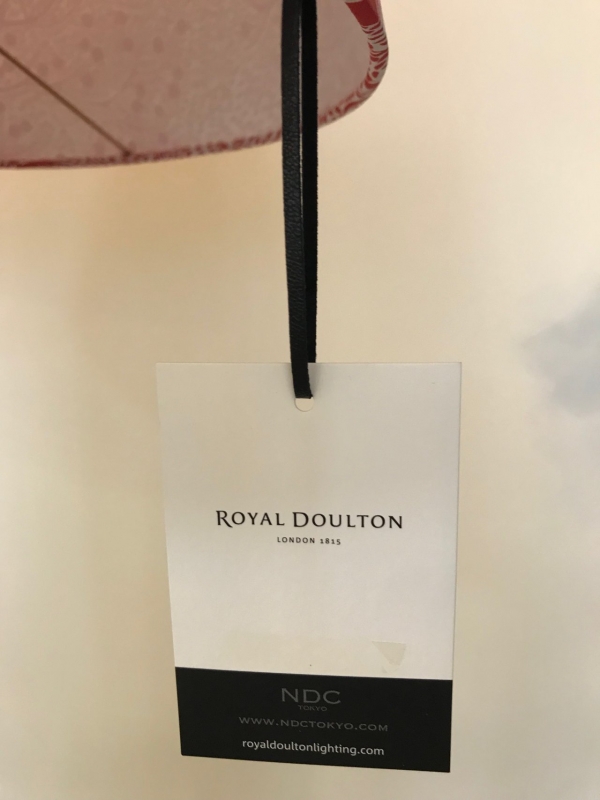 ROYAL DOULTON
LONDON 1815
NDC
TOKYO
WWW.NDCTOKYO.COM
royaldoultonlighting.com